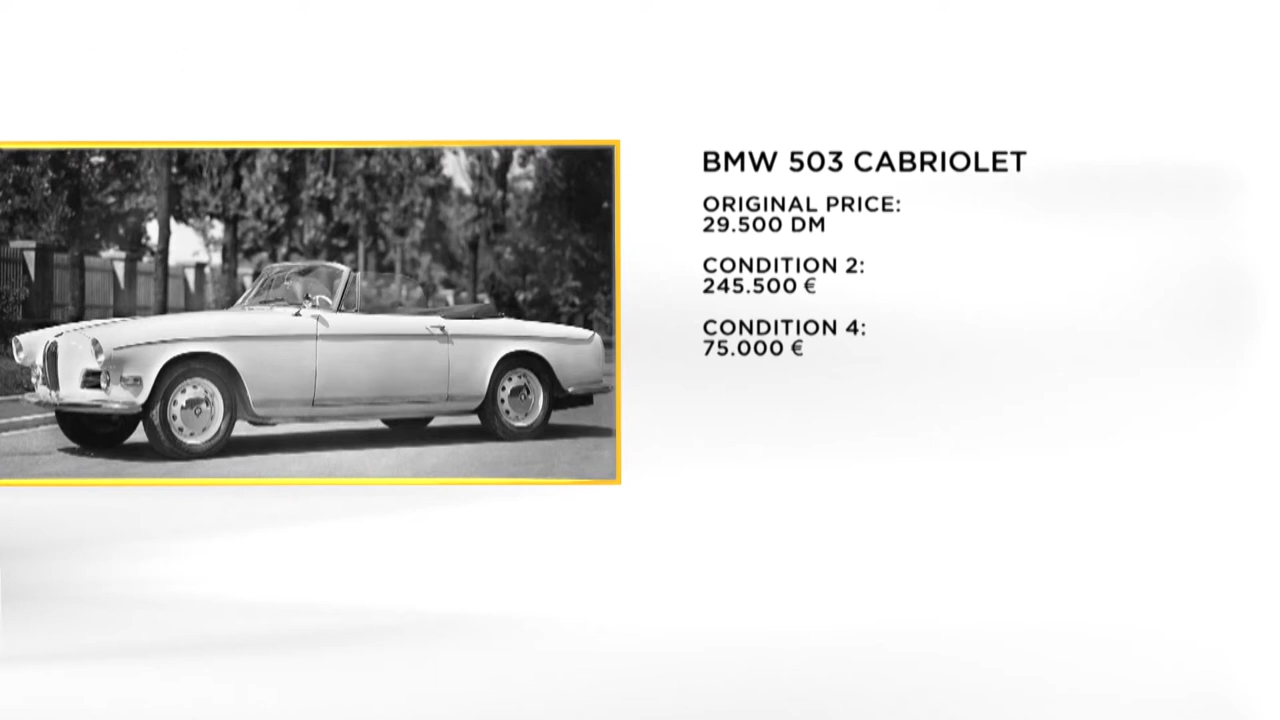 BMW 503 CABRIOLET
ORIGINAL PRICE:
29.500 DM
CONDITION 2:
245.500 €
CONDITION 4:
75.000 €